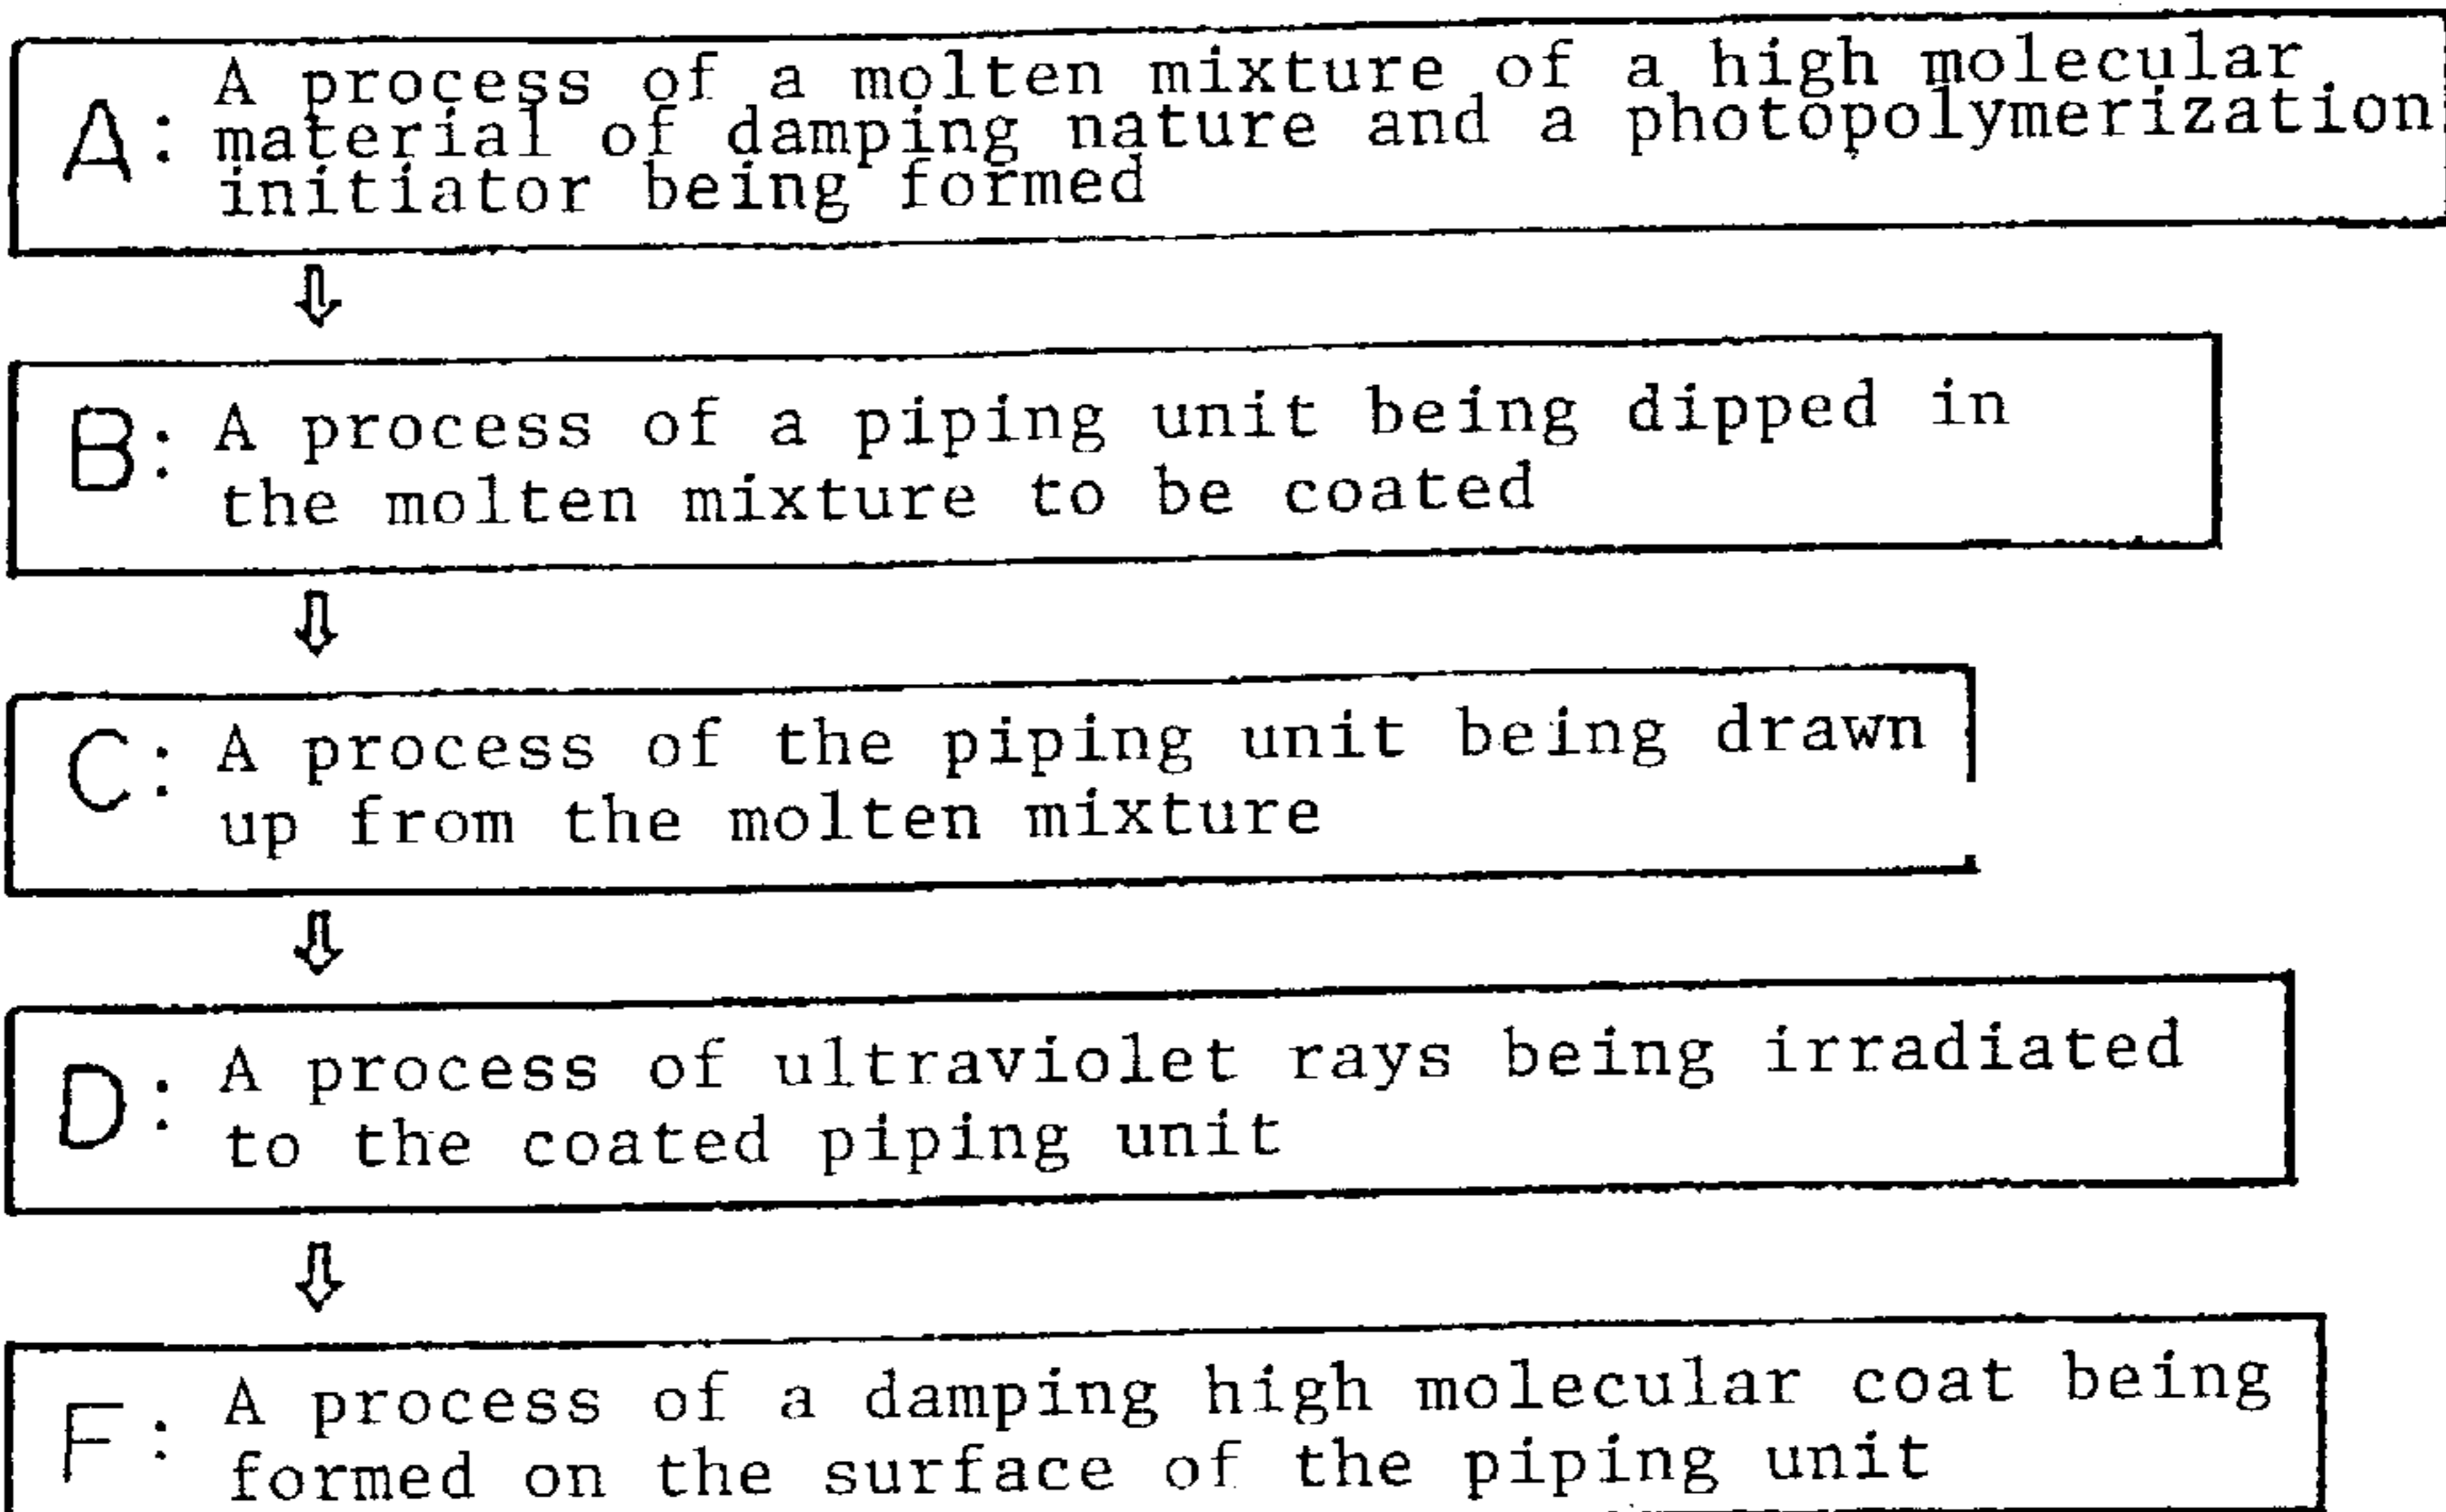 A: A process of a molten mixture of a high molecular
material of damping nature and a photopolymerization
initiator being formed
⇩
B: A process of a piping unit being dipped in
the molten mixture to be coated
⇩
C: A process of the piping unit being drawn
up from the molten mixture
⇩
D: A process of ultraviolet rays being irradiated
to the coated piping unit
⇩
F: A process of a damping high molecular coat being
formed on the surface of the piping unit